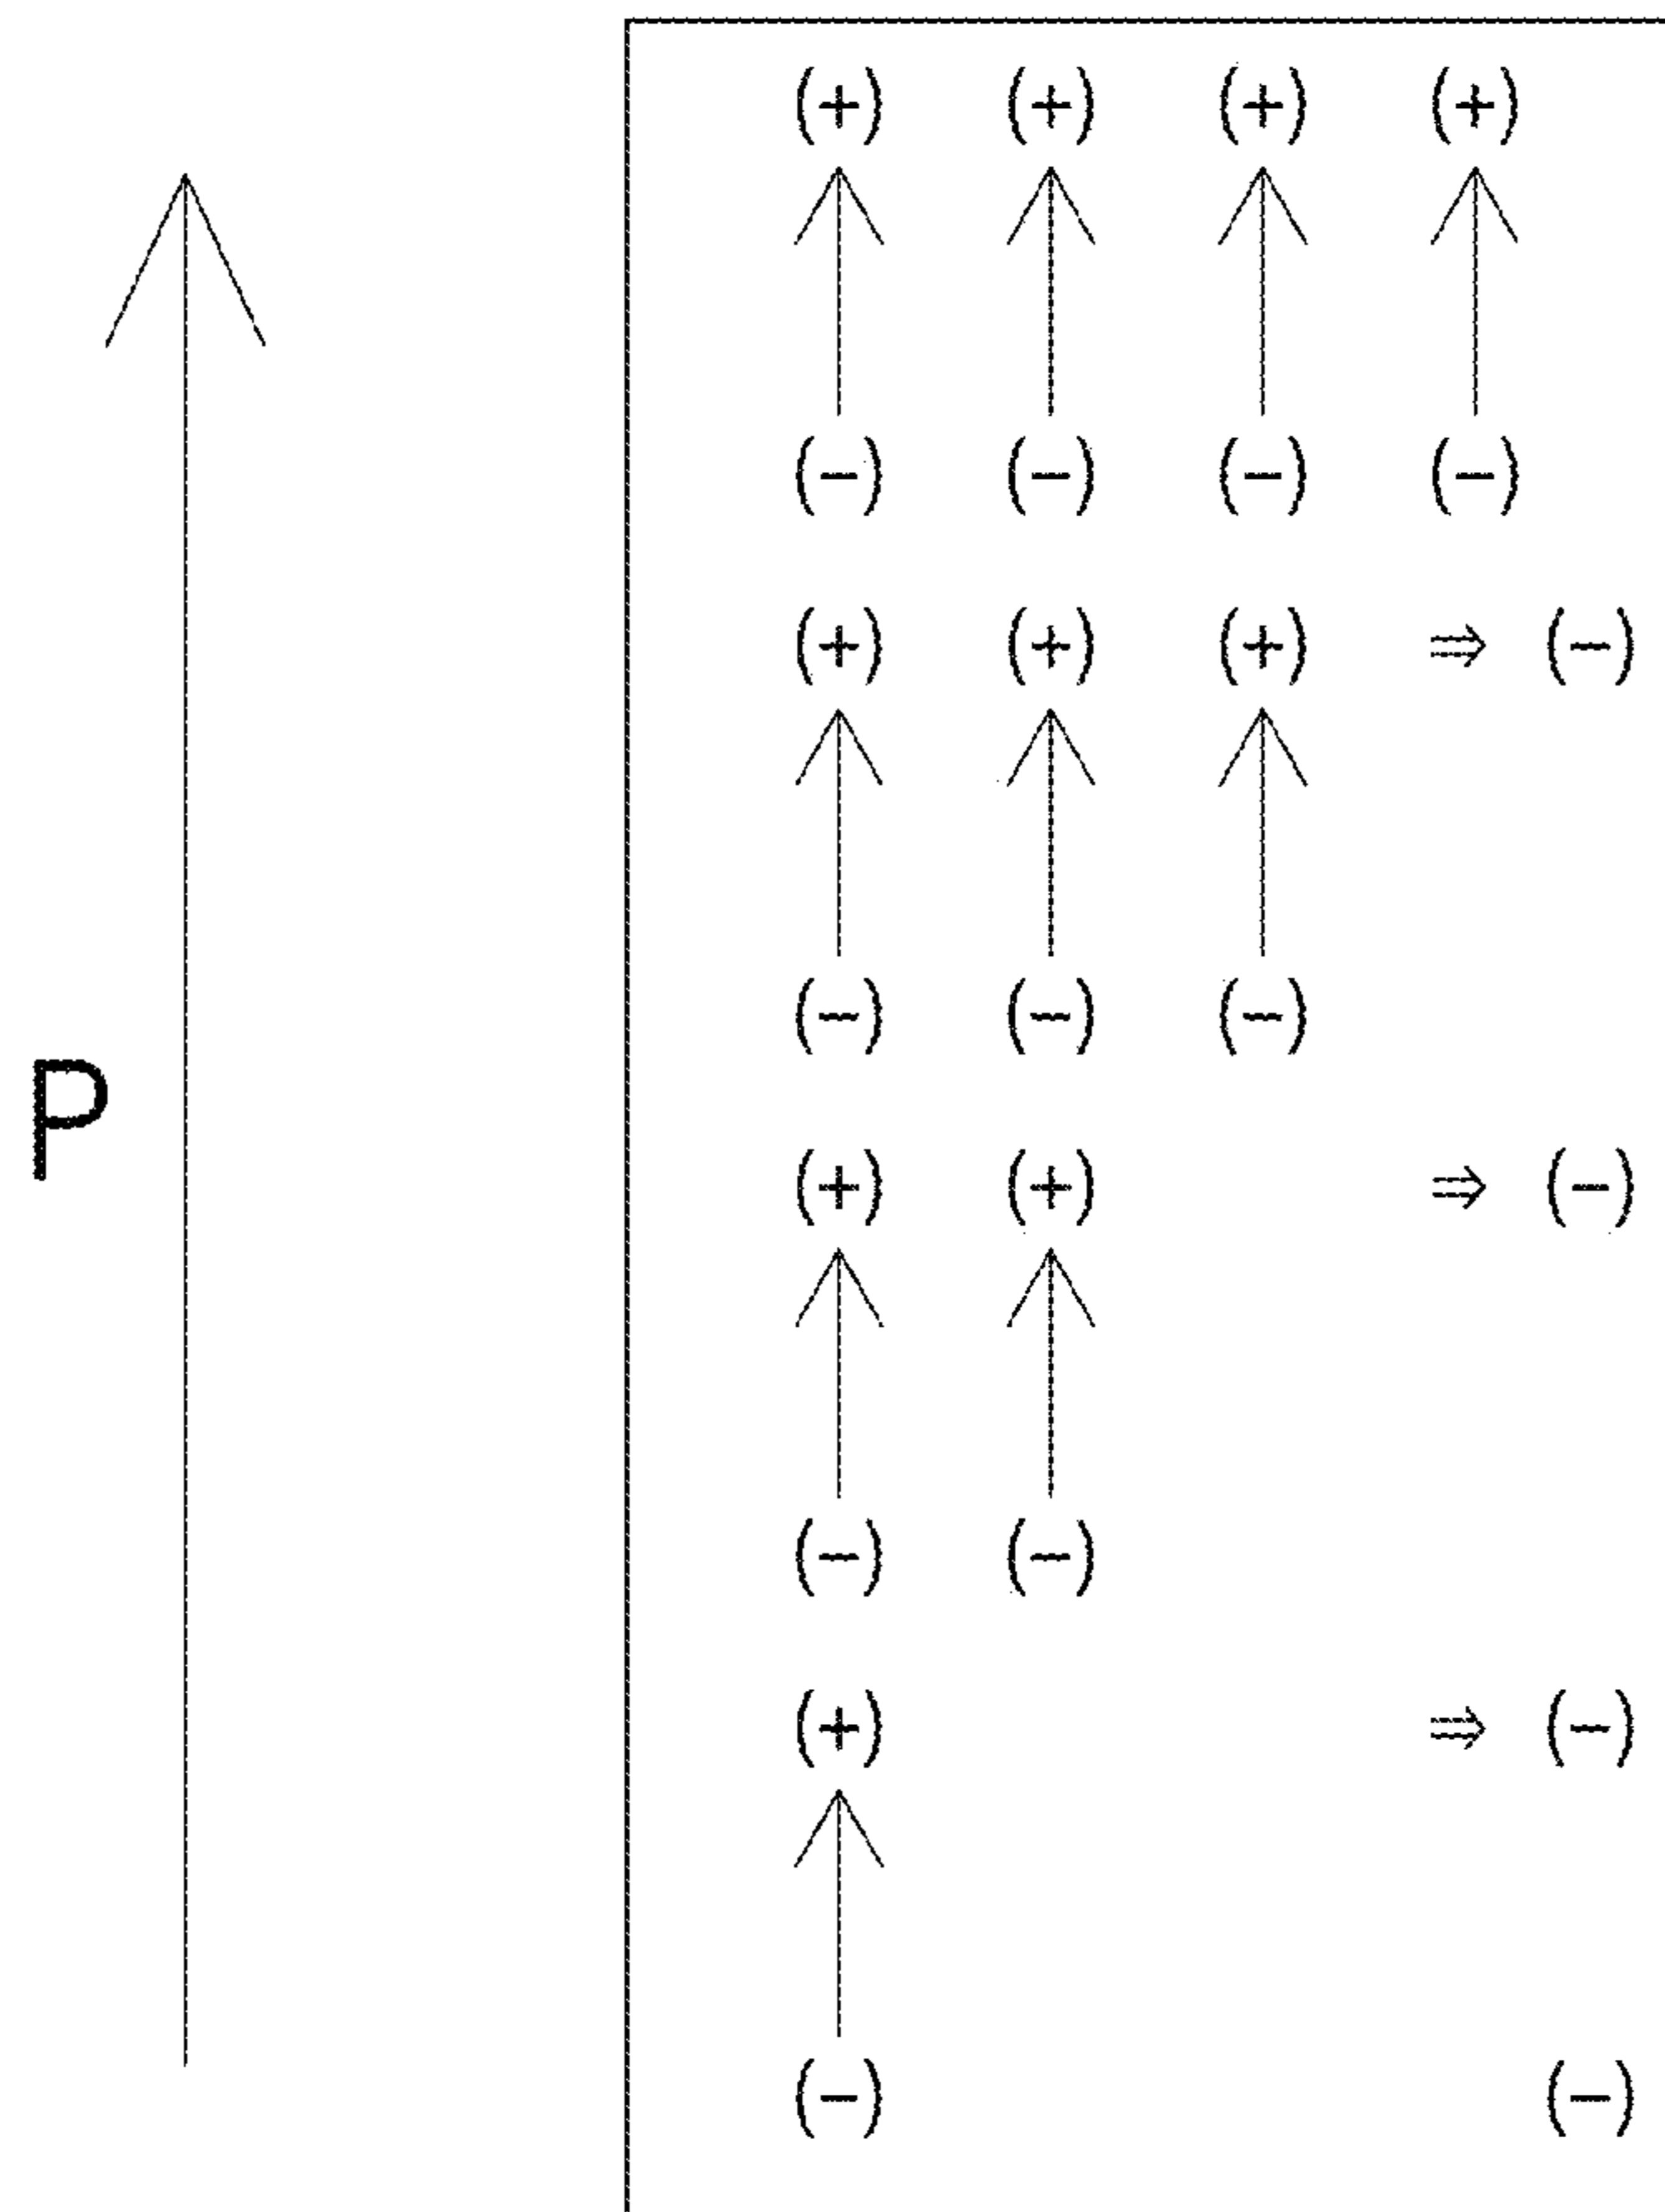 (+) (+) (+) (+)
(−) (−) (−) (−)
(+) (+) (+) ⇒ (−)
(−) (−) (−)
P
(+) (+) ⇒ (−)
(−) (−)
(+) ⇒ (−)
(−) (−)